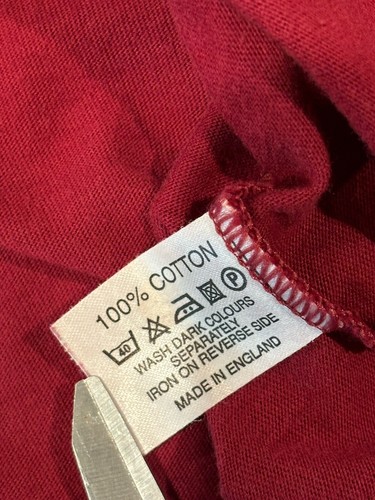 100% COTTON
40 P
WASH DARK COLOURS
SEPARATELY
IRON ON REVERSE SIDE
MADE IN ENGLAND